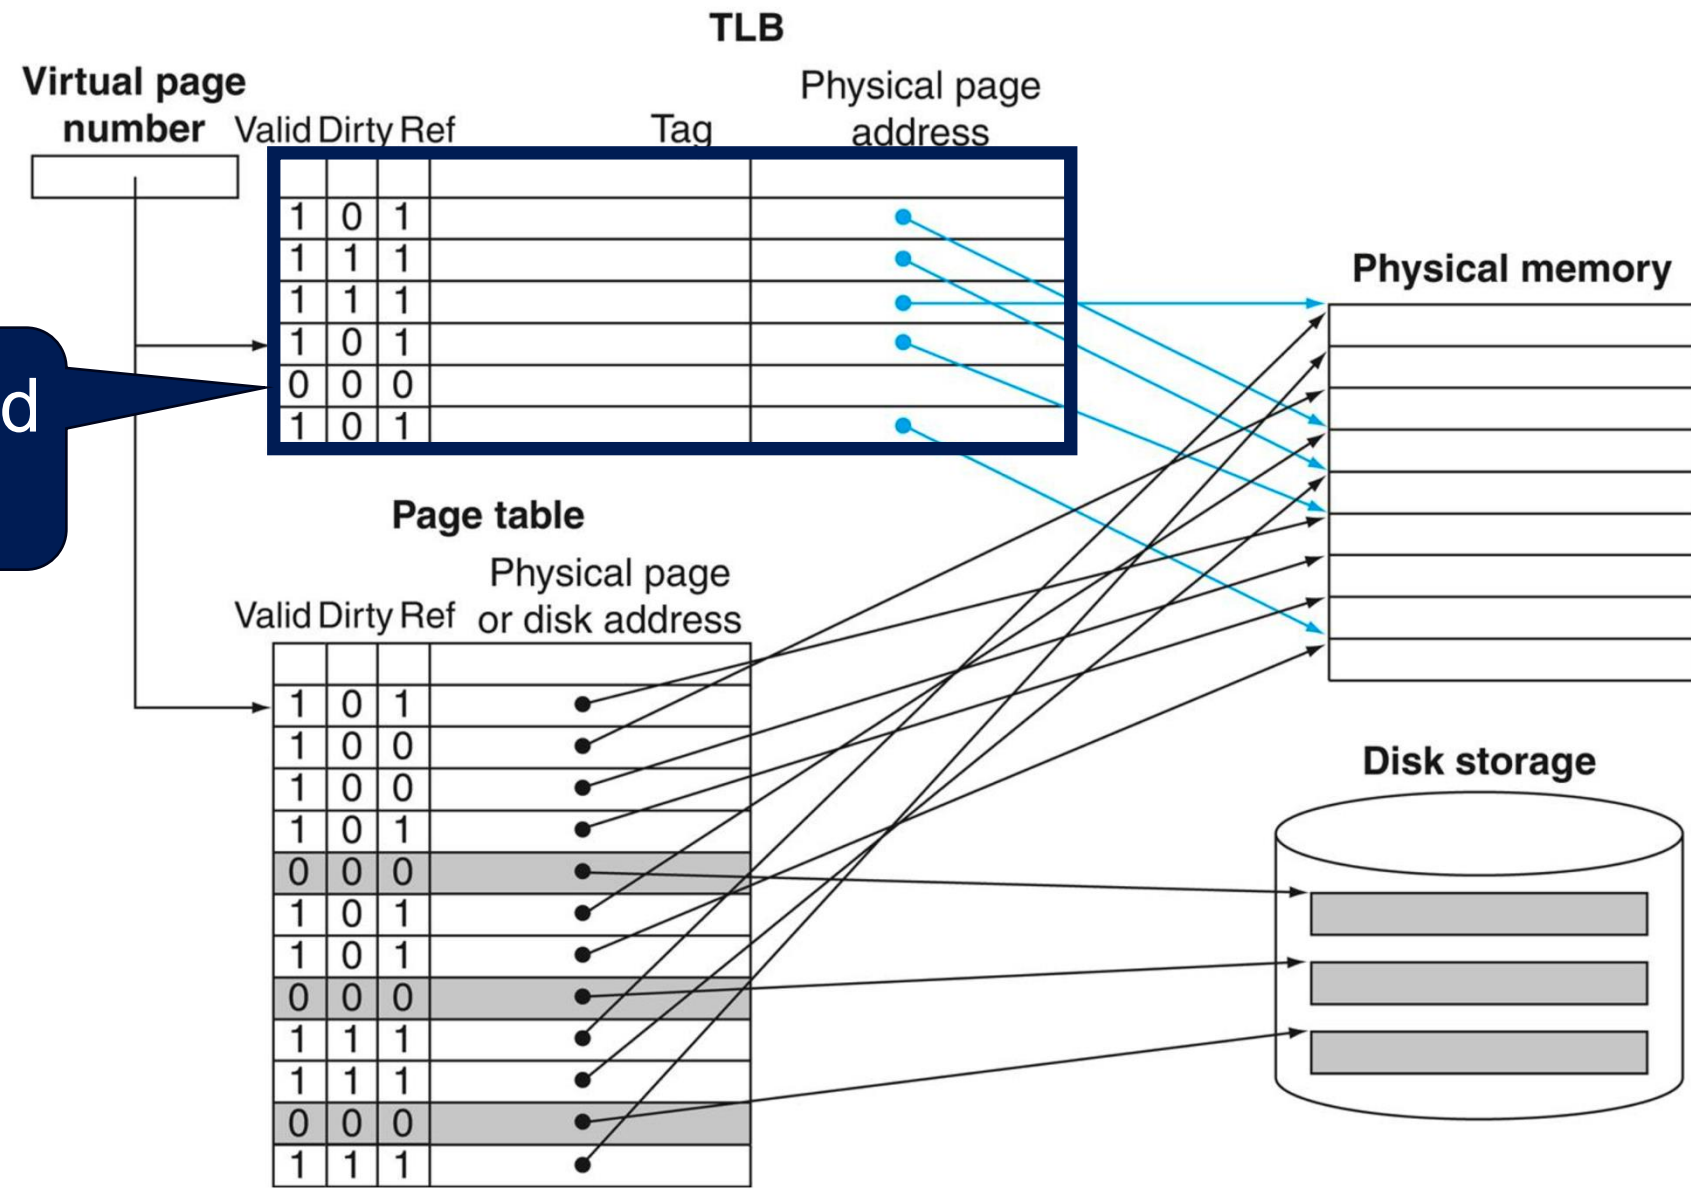 TLB
Virtual page
number
Valid Dirty Ref
Tag
Physical page
address
1 0 1
1 1 1
1 1 1
1 0 1
0 0 0
1 0 1
d
Physical memory
Page table
Valid Dirty Ref
Physical page
or disk address
1 0 1
1 0 0
1 0 0
1 0 1
0 0 0
1 0 1
1 0 1
0 0 0
1 1 1
1 1 1
0 0 0
1 1 1
Disk storage